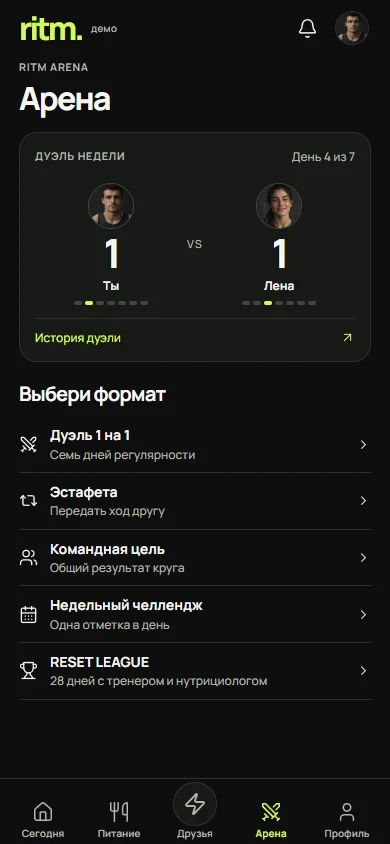 ritm. демо
RITM ARENA
Арена
ДУЭЛЬ НЕДЕЛИ День 4 из 7
1 VS 1
Ты Лена
История дуэли
Выбери формат
Дуэль 1 на 1
Семь дней регулярности
Эстафета
Передать ход другу
Командная цель
Общий результат круга
Недельный челлендж
Одна отметка в день
RESET LEAGUE
28 дней с тренером и нутрициологом
Сегодня Питание Друзья Арена Профиль